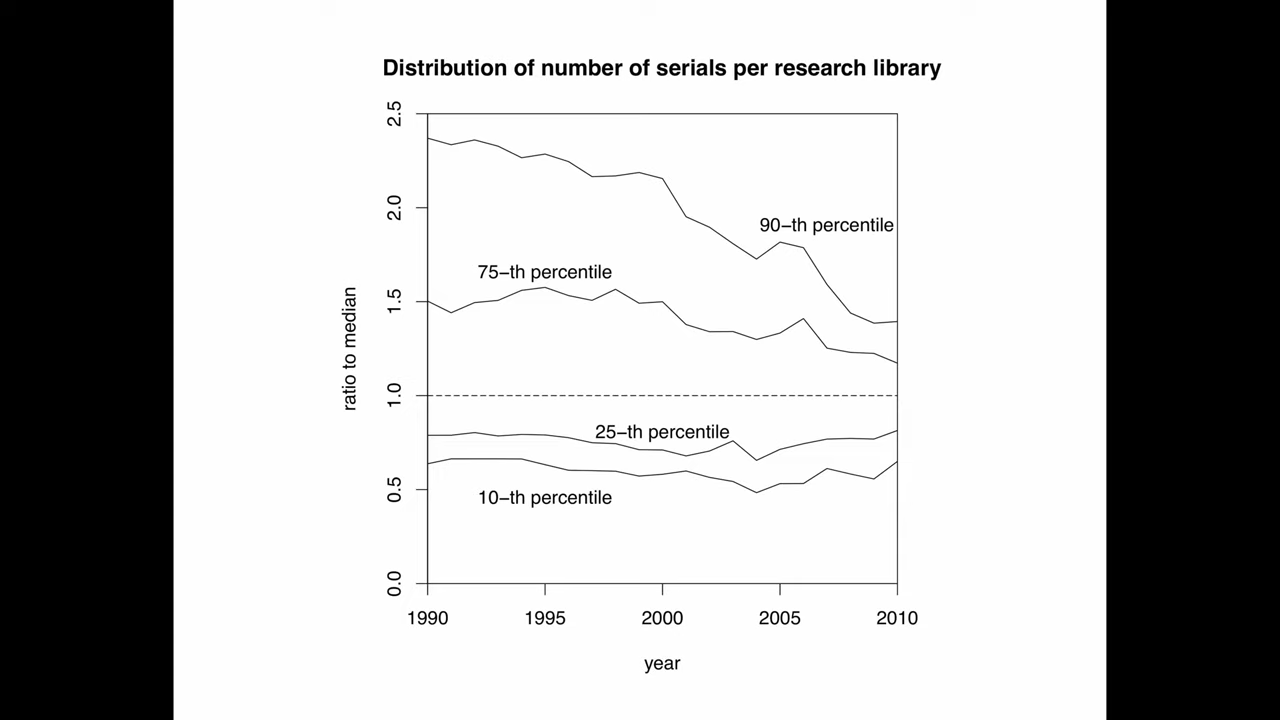 Distribution of number of serials per research library
2.5
2.0
1.5
1.0
0.5
0.0
ratio to median
90−th percentile
75−th percentile
25−th percentile
10−th percentile
1990 1995 2000 2005 2010
year